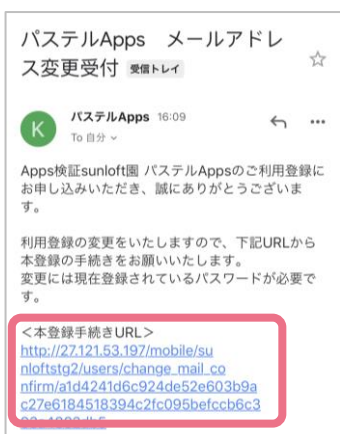 パステルApps　メールアドレ
ス変更受付 受信トレイ
K
パステルApps 16:09
To 自分
Apps検証sunloft園 パステルAppsのご利用登録に
お申し込みいただき、誠にありがとうございま
す。
利用登録の変更をいたしますので、下記URLから
本登録の手続きをお願いいたします。
変更には現在登録されているパスワードが必要で
す。
＜本登録手続きURL＞
http://27.121.53.197/mobile/su
nloftstg2/users/change_mail_co
nfirm/a1d4241d6c924de52e603b9a
c27e6184518394c2fc095befccb6c3